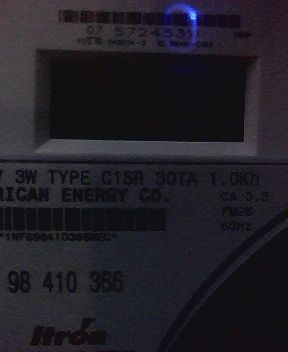 07 5724531
3W TYPE C1SR 30TA 1.0Kh
RICAN ENERGY CO.
CA 0.5
FM2S
60HZ
98 410 366
Itron